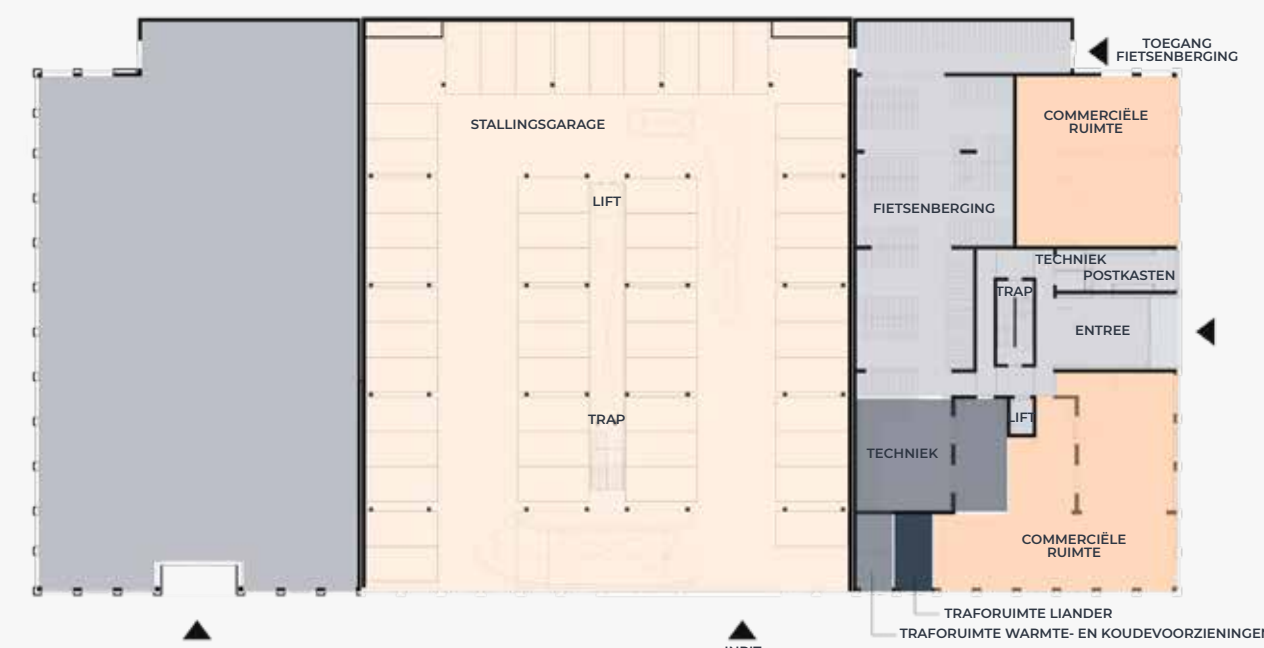 TOEGANG
FIETSENBERGING
COMMERCIËLE
RUIMTE
STALLINGSGARAGE
LIFT
FIETSENBERGING
TECHNIEK
POSTKASTEN
TRAP
ENTREE
TRAP
LIFT
TECHNIEK
COMMERCIËLE
RUIMTE
TRAFORUIMTE LIANDER
TRAFORUIMTE WARMTE- EN KOUDEVOORZIENINGEN